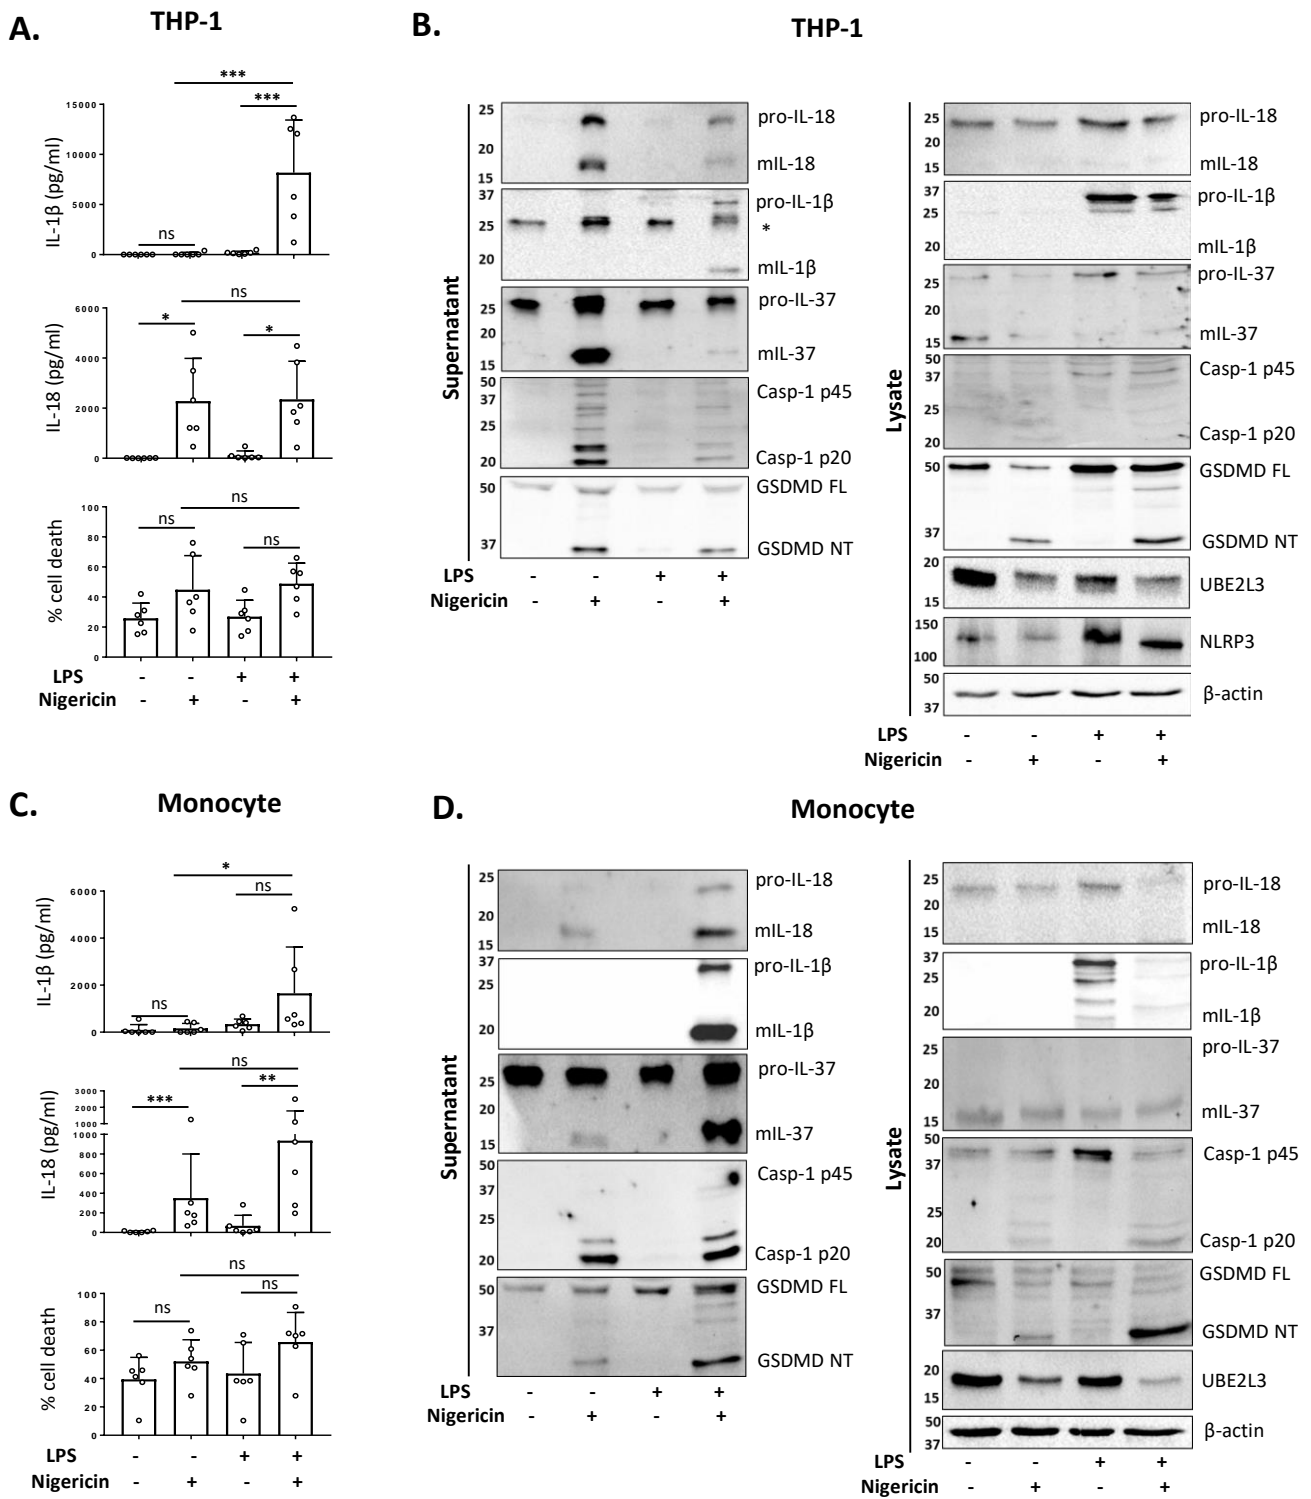 A.
THP-1
***
***
ns
IL-1β (pg/ml)
15000
10000
5000
0
ns
*
*
IL-18 (pg/ml)
6000
4000
2000
0
ns
ns
ns
% cell death
100
80
60
40
20
0
LPS - - + +
Nigericin - + - +
B.
THP-1
Supernatant
25
20
15
pro-IL-18
mIL-18
37
25
20
pro-IL-1β
*
mIL-1β
25
20
15
pro-IL-37
mIL-37
50
37
25
20
Casp-1 p45
Casp-1 p20
50
37
GSDMD FL
GSDMD NT
LPS - - + +
Nigericin - + - +
Lysate
25
20
15
pro-IL-18
mIL-18
37
25
20
pro-IL-1β
mIL-1β
25
20
15
pro-IL-37
mIL-37
50
37
25
20
Casp-1 p45
Casp-1 p20
50
37
GSDMD FL
GSDMD NT
20
15
UBE2L3
150
100
NLRP3
50
37
β-actin
LPS - - + +
Nigericin - + - +
C.
Monocyte
*
ns
ns
IL-1β (pg/ml)
6000
4000
2000
0
ns
**
***
IL-18 (pg/ml)
3000
2000
1000
1000
800
600
400
200
0
ns
ns
ns
% cell death
100
80
60
40
20
0
LPS - - + +
Nigericin - + - +
D.
Monocyte
Supernatant
25
20
15
pro-IL-18
mIL-18
37
25
20
pro-IL-1β
mIL-1β
25
20
15
pro-IL-37
mIL-37
50
37
25
20
Casp-1 p45
Casp-1 p20
50
37
GSDMD FL
GSDMD NT
LPS - - + +
Nigericin - + - +
Lysate
25
20
15
pro-IL-18
mIL-18
37
25
20
pro-IL-1β
mIL-1β
25
20
15
pro-IL-37
mIL-37
50
37
25
20
Casp-1 p45
Casp-1 p20
50
37
GSDMD FL
GSDMD NT
20
15
UBE2L3
50
37
β-actin
LPS - - + +
Nigericin - + - +